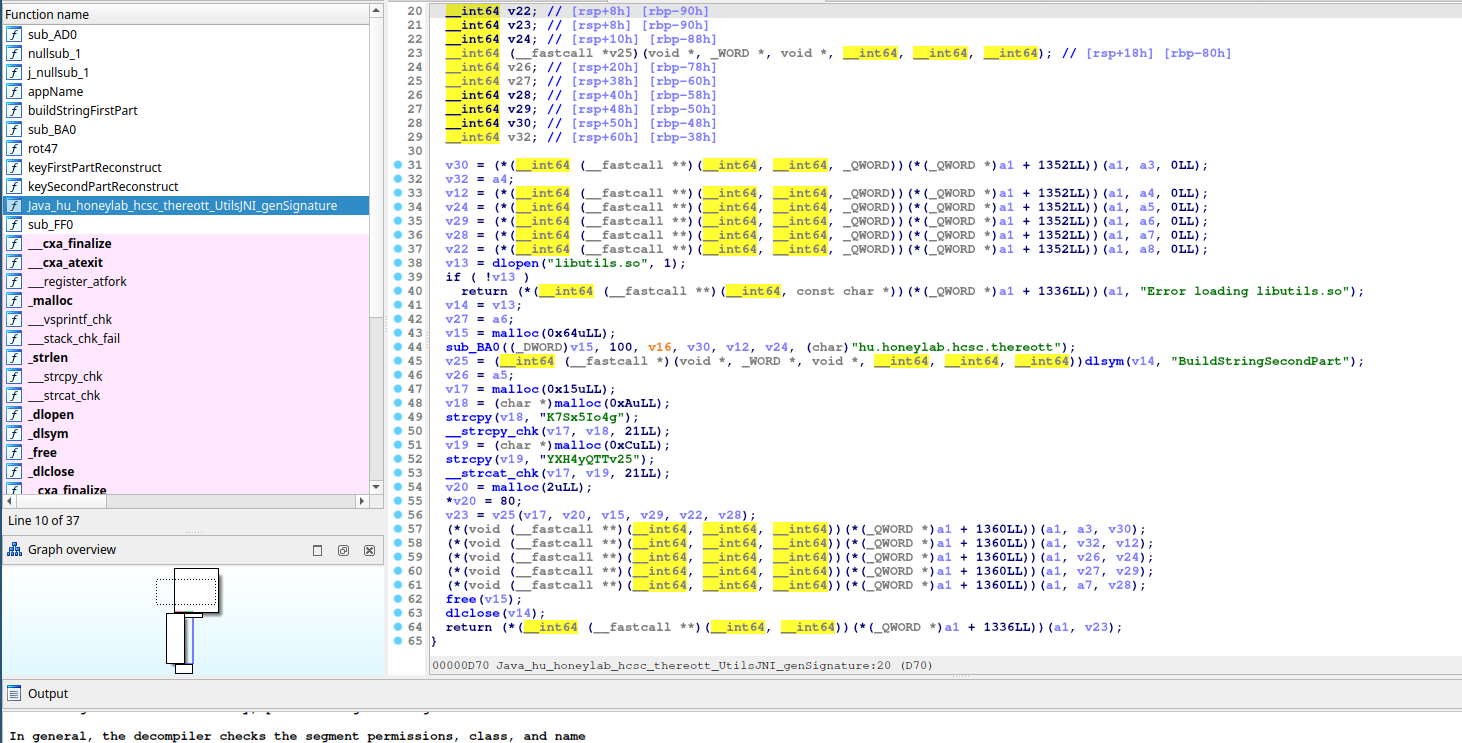 Function name
sub_AD0
nullsub_1
j_nullsub_1
appName
buildStringFirstPart
sub_BA0
rot47
keyFirstPartReconstruct
keySecondPartReconstruct
Java_hu_honeylab_hcsc_thereott_UtilsJNI_genSignature
sub_FF0
___cxa_finalize
___cxa_atexit
___register_atfork
_malloc
___vsprintf_chk
___stack_chk_fail
_strlen
___strcpy_chk
___strcat_chk
_dlopen
_dlsym
_free
_dlclose
__cxa_finalize
Line 10 of 37
Graph overview
20 __int64 v22; // [rsp+8h] [rbp-90h]
21 __int64 v23; // [rsp+8h] [rbp-90h]
22 __int64 v24; // [rsp+10h] [rbp-88h]
23 __int64 (__fastcall *v25)(void *, _WORD *, void *, __int64, __int64, __int64); // [rsp+18h] [rbp-80h]
24 __int64 v26; // [rsp+20h] [rbp-78h]
25 __int64 v27; // [rsp+38h] [rbp-60h]
26 __int64 v28; // [rsp+40h] [rbp-58h]
27 __int64 v29; // [rsp+48h] [rbp-50h]
28 __int64 v30; // [rsp+50h] [rbp-48h]
29 __int64 v32; // [rsp+60h] [rbp-38h]
30
31 v30 = (*(__int64 (__fastcall **)(__int64, __int64, _QWORD))(*(_QWORD *)a1 + 1352LL))(a1, a3, 0LL);
32 v32 = a4;
33 v12 = (*(__int64 (__fastcall **)(__int64, __int64, _QWORD))(*(_QWORD *)a1 + 1352LL))(a1, a4, 0LL);
34 v24 = (*(__int64 (__fastcall **)(__int64, __int64, _QWORD))(*(_QWORD *)a1 + 1352LL))(a1, a5, 0LL);
35 v29 = (*(__int64 (__fastcall **)(__int64, __int64, _QWORD))(*(_QWORD *)a1 + 1352LL))(a1, a6, 0LL);
36 v28 = (*(__int64 (__fastcall **)(__int64, __int64, _QWORD))(*(_QWORD *)a1 + 1352LL))(a1, a7, 0LL);
37 v22 = (*(__int64 (__fastcall **)(__int64, __int64, _QWORD))(*(_QWORD *)a1 + 1352LL))(a1, a8, 0LL);
38 v13 = dlopen("libutils.so", 1);
39 if ( !v13 )
40 return (*(__int64 (__fastcall **)(__int64, const char *))(*(_QWORD *)a1 + 1336LL))(a1, "Error loading libutils.so");
41 v14 = v13;
42 v27 = a6;
43 v15 = malloc(0x64uLL);
44 sub_BA0((_DWORD)v15, 100, v16, v30, v12, v24, (char)"hu.honeylab.hcsc.thereott");
45 v25 = (__int64 (__fastcall *)(void *, _WORD *, void *, __int64, __int64, __int64))dlsym(v14, "BuildStringSecondPart");
46 v26 = a5;
47 v17 = malloc(0x15uLL);
48 v18 = (char *)malloc(0xAuLL);
49 strcpy(v18, "K7Sx5Io4g");
50 __strcpy_chk(v17, v18, 21LL);
51 v19 = (char *)malloc(0xCuLL);
52 strcpy(v19, "YXH4yQTTv25");
53 __strcat_chk(v17, v19, 21LL);
54 v20 = malloc(2uLL);
55 *v20 = 80;
56 v23 = v25(v17, v20, v15, v29, v22, v28);
57 (*(void (__fastcall **)(__int64, __int64, __int64))(*(_QWORD *)a1 + 1360LL))(a1, a3, v30);
58 (*(void (__fastcall **)(__int64, __int64, __int64))(*(_QWORD *)a1 + 1360LL))(a1, v32, v12);
59 (*(void (__fastcall **)(__int64, __int64, __int64))(*(_QWORD *)a1 + 1360LL))(a1, v26, v24);
60 (*(void (__fastcall **)(__int64, __int64, __int64))(*(_QWORD *)a1 + 1360LL))(a1, v27, v29);
61 (*(void (__fastcall **)(__int64, __int64, __int64))(*(_QWORD *)a1 + 1360LL))(a1, a7, v28);
62 free(v15);
63 dlclose(v14);
64 return (*(__int64 (__fastcall **)(__int64, __int64))(*(_QWORD *)a1 + 1336LL))(a1, v23);
65 }
00000D70 Java_hu_honeylab_hcsc_thereott_UtilsJNI_genSignature:20 (D70)
Output
In general, the decompiler checks the segment permissions, class, and name